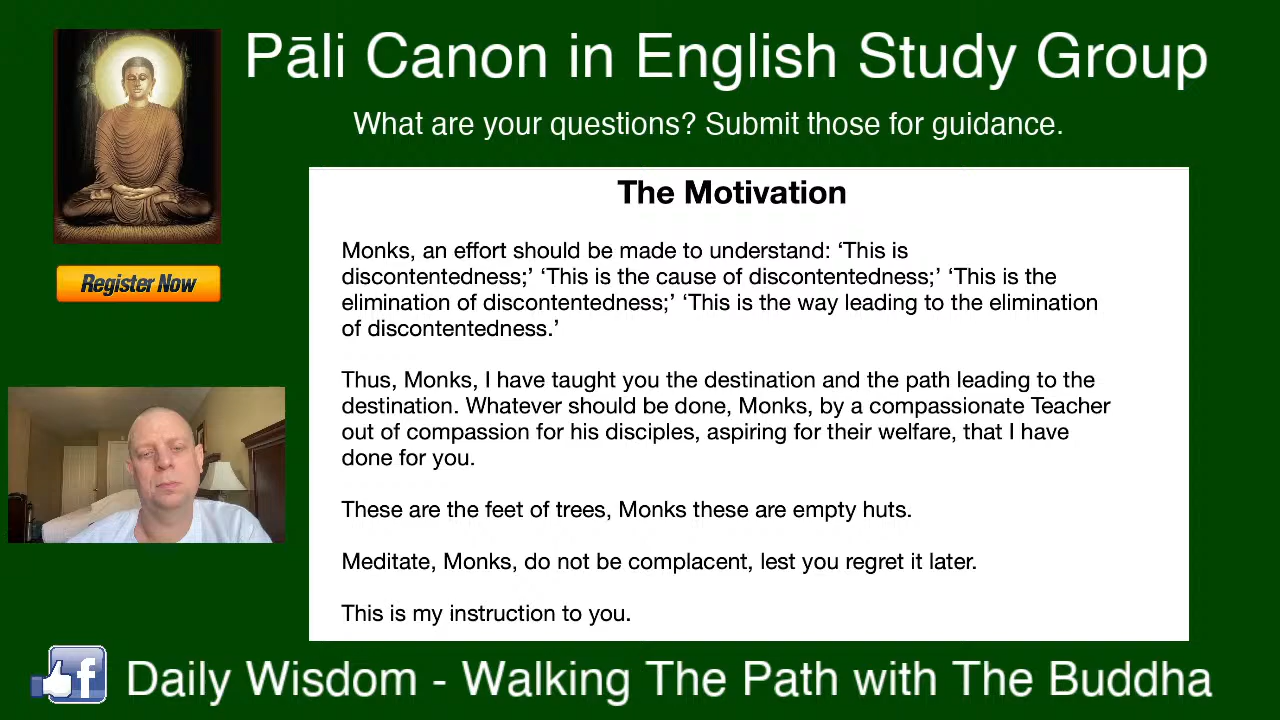 Pāli Canon in English Study Group
What are your questions? Submit those for guidance.
Register Now
The Motivation
Monks, an effort should be made to understand: ‘This is
discontentedness;’ ‘This is the cause of discontentedness;’ ‘This is the
elimination of discontentedness;’ ‘This is the way leading to the elimination
of discontentedness.’
Thus, Monks, I have taught you the destination and the path leading to the
destination. Whatever should be done, Monks, by a compassionate Teacher
out of compassion for his disciples, aspiring for their welfare, that I have
done for you.
These are the feet of trees, Monks these are empty huts.
Meditate, Monks, do not be complacent, lest you regret it later.
This is my instruction to you.
f
Daily Wisdom - Walking The Path with The Buddha